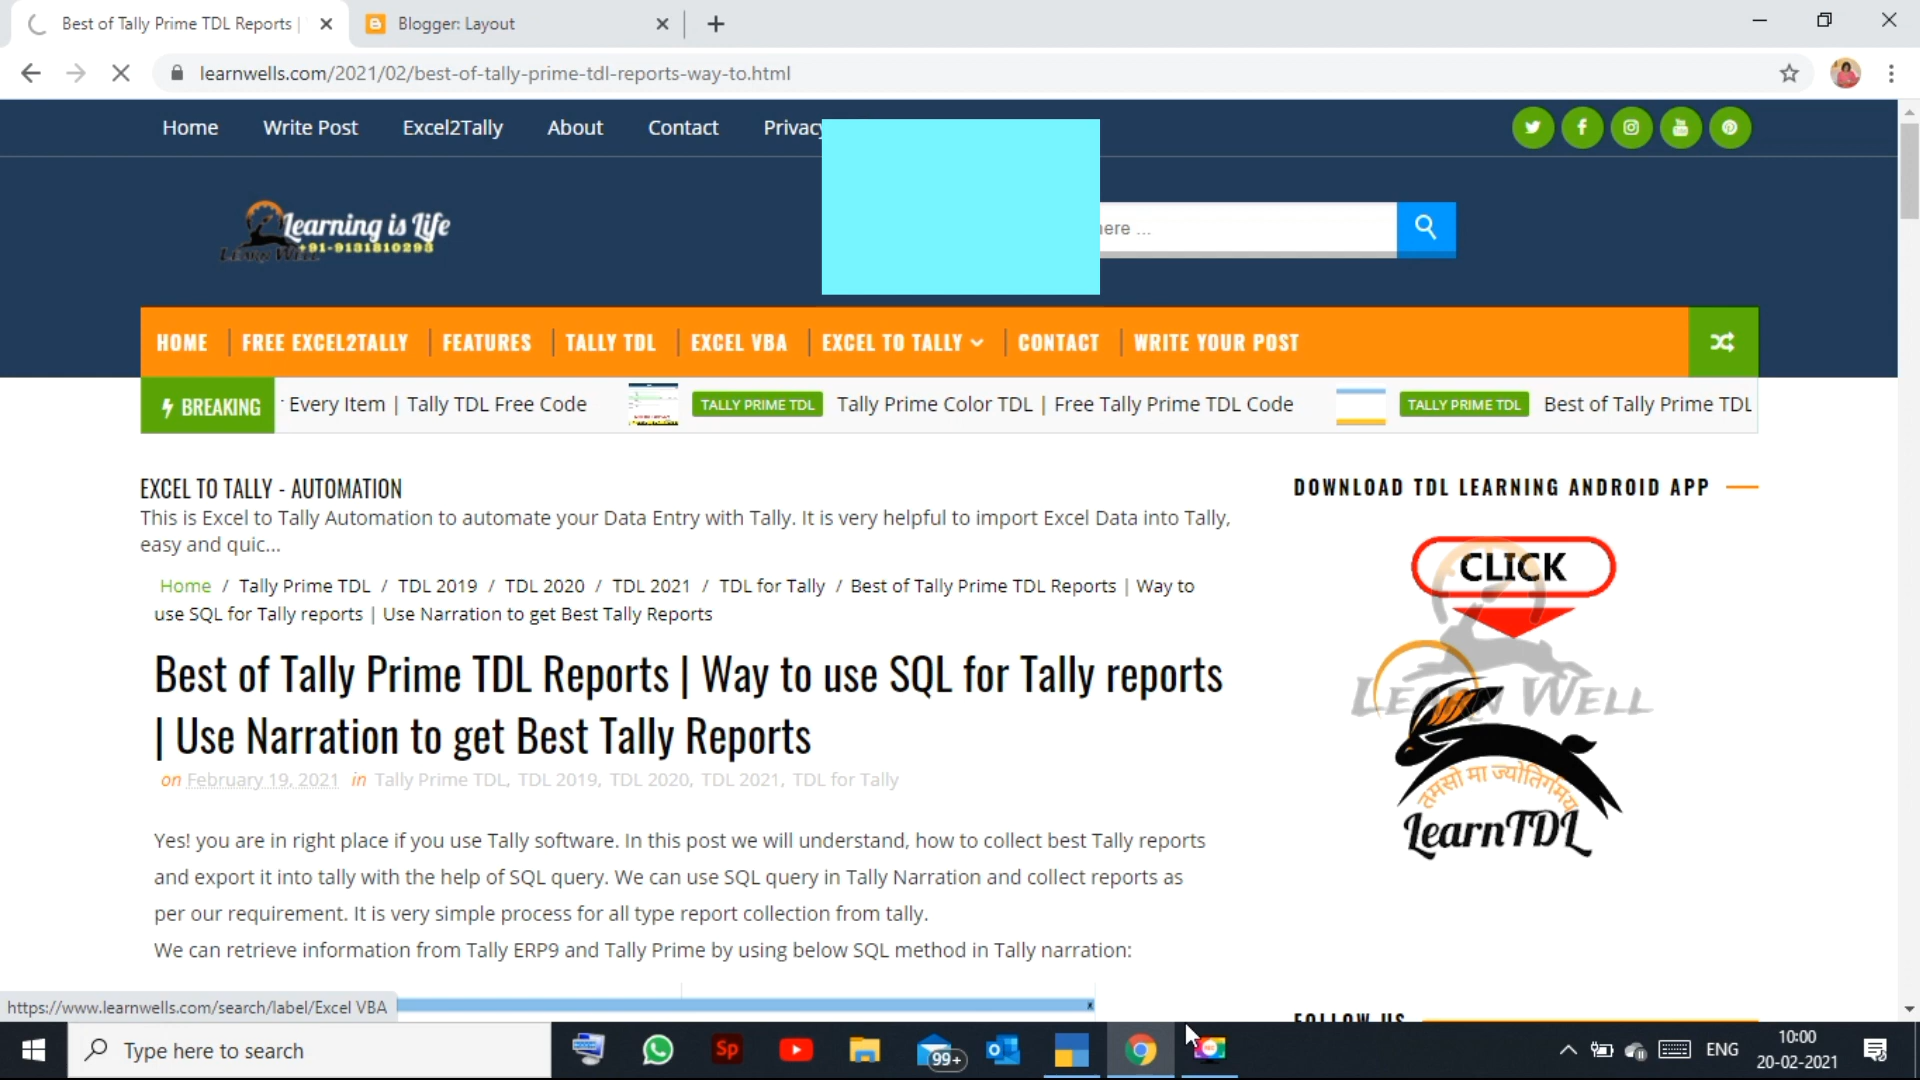 Best of Tally Prime TDL Reports |
Blogger: Layout
learnwells.com/2021/02/best-of-tally-prime-tdl-reports-way-to.html
Home Write Post Excel2Tally About Contact Privacy
Learning is Life
+91-9131810293
LEARN WELL
here ...
HOME FREE EXCEL2TALLY FEATURES TALLY TDL EXCEL VBA EXCEL TO TALLY CONTACT WRITE YOUR POST
BREAKING Every Item | Tally TDL Free Code TALLY PRIME TDL Tally Prime Color TDL | Free Tally Prime TDL Code TALLY PRIME TDL Best of Tally Prime TDL
EXCEL TO TALLY - AUTOMATION
This is Excel to Tally Automation to automate your Data Entry with Tally. It is very helpful to import Excel Data into Tally,
easy and quic...
Home / Tally Prime TDL / TDL 2019 / TDL 2020 / TDL 2021 / TDL for Tally / Best of Tally Prime TDL Reports | Way to
use SQL for Tally reports | Use Narration to get Best Tally Reports
Best of Tally Prime TDL Reports | Way to use SQL for Tally reports
| Use Narration to get Best Tally Reports
on February 19, 2021 in Tally Prime TDL, TDL 2019, TDL 2020, TDL 2021, TDL for Tally
Yes! you are in right place if you use Tally software. In this post we will understand, how to collect best Tally reports
and export it into tally with the help of SQL query. We can use SQL query in Tally Narration and collect reports as
per our requirement. It is very simple process for all type report collection from tally.
We can retrieve information from Tally ERP9 and Tally Prime by using below SQL method in Tally narration:
DOWNLOAD TDL LEARNING ANDROID APP
CLICK
LEARN WELL
तमसो मा ज्योतिर्गमय
LearnTDL
FOLLOW US
https://www.learnwells.com/search/label/Excel VBA
Type here to search
Sp
99+
ENG
10:00
20-02-2021